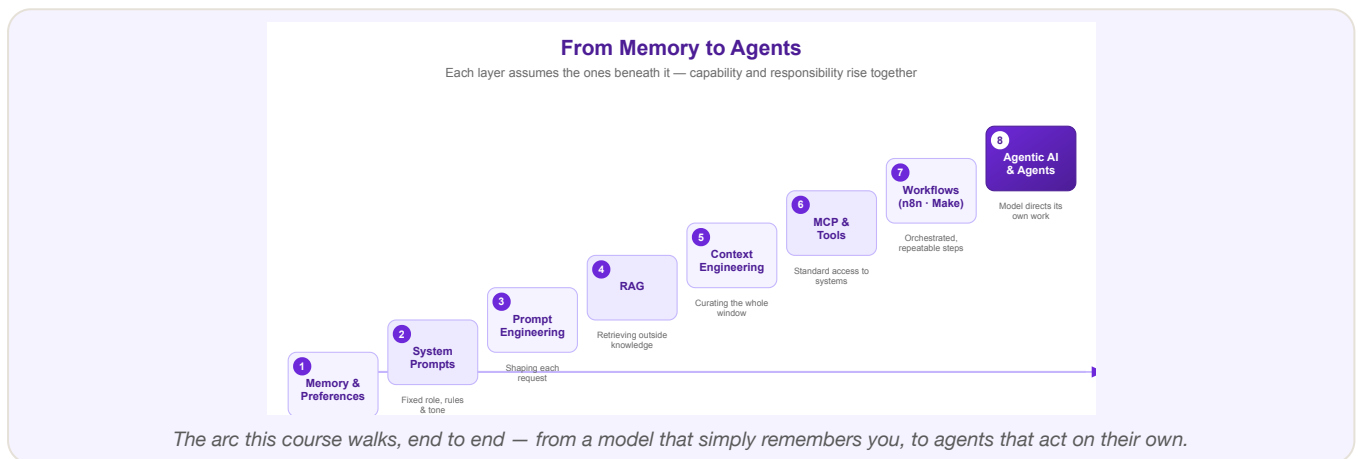 From Memory to Agents
Each layer assumes the ones beneath it — capability and responsibility rise together
1
Memory &
Preferences
2
System
Prompts
Fixed role, rules
& tone
3
Prompt
Engineering
Shaping each
request
4
RAG
Retrieving outside
knowledge
5
Context
Engineering
Curating the whole
window
6
MCP &
Tools
Standard access to
systems
7
Workflows
(n8n · Make)
Orchestrated,
repeatable steps
8
Agentic AI
& Agents
Model directs its
own work
The arc this course walks, end to end — from a model that simply remembers you, to agents that act on their own.